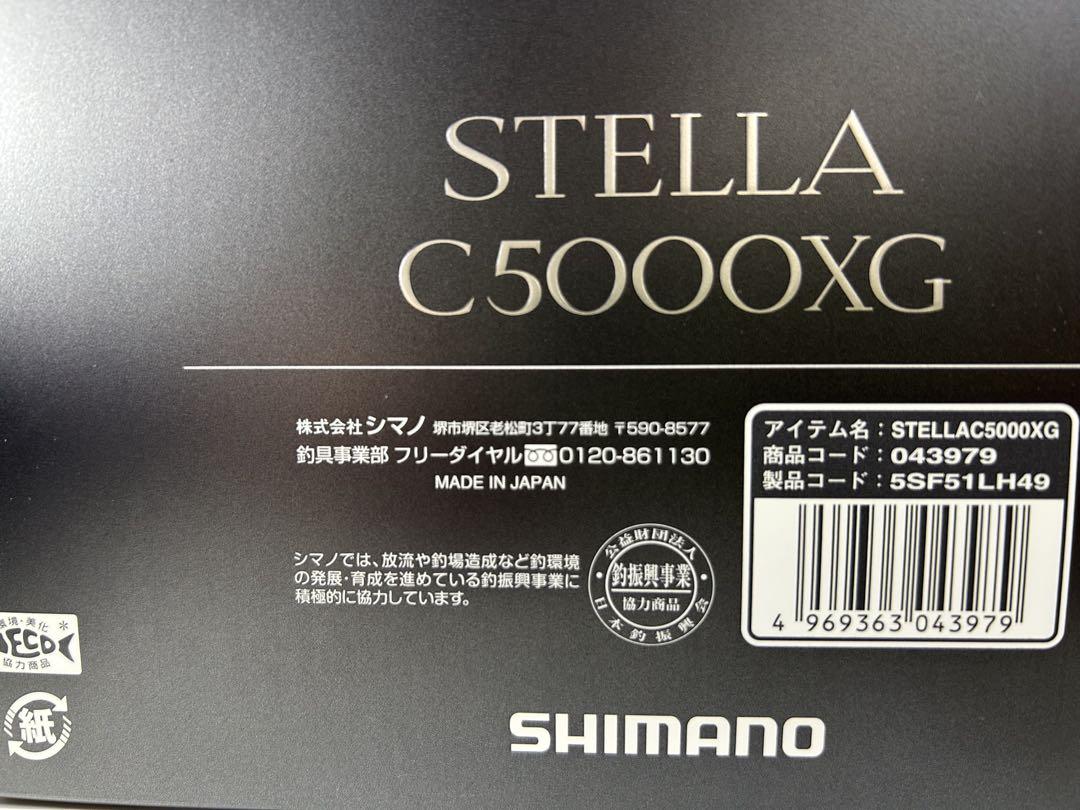 STELLA
C5000XG
株式会社シマノ 堺市堺区老松町3丁77番地 〒590-8577
釣具事業部 フリーダイヤル 0120-861130
MADE IN JAPAN
アイテム名：STELLAC5000XG
商品コード：043979
製品コード：5SF51LH49
4 969363 043979
シマノでは、放流や釣場造成など釣環境
の発展・育成を進めている釣振興事業に
積極的に協力しています。
公益財団法人
釣振興事業
協力商品
日本釣振興会
環境・美化
ECO
協力商品
紙
SHIMANO